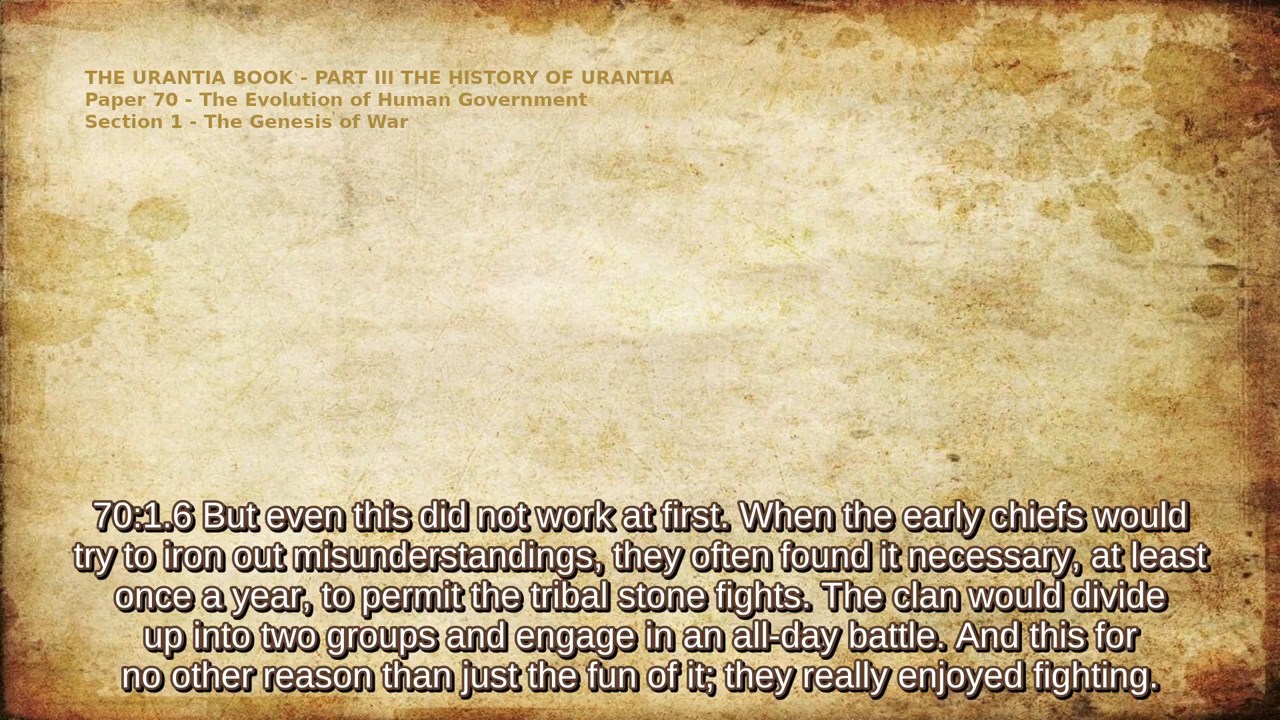 THE URANTIA BOOK - PART III THE HISTORY OF URANTIA
Paper 70 - The Evolution of Human Government
Section 1 - The Genesis of War
70:1.6 But even this did not work at first. When the early chiefs would
try to iron out misunderstandings, they often found it necessary, at least
once a year, to permit the tribal stone fights. The clan would divide
up into two groups and engage in an all-day battle. And this for
no other reason than just the fun of it; they really enjoyed fighting.